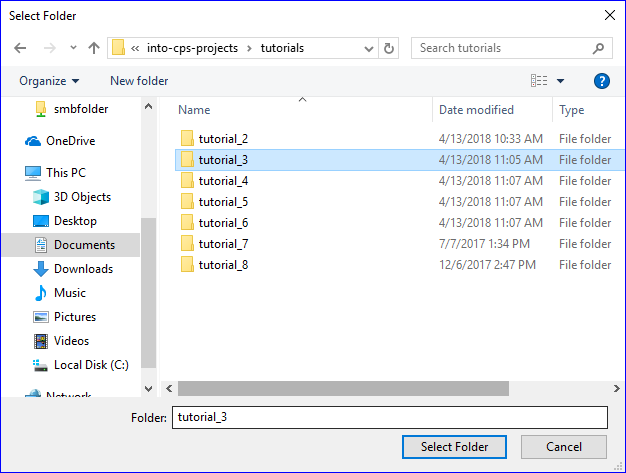 Select Folder
« into-cps-projects › tutorials
Search tutorials
Organize New folder ?
Name Date modified Type
smbfolder
OneDrive
This PC
3D Objects
Desktop
Documents
Downloads
Music
Pictures
Videos
Local Disk (C:)
Network
tutorial_2 4/13/2018 10:33 AM File folder
tutorial_3 4/13/2018 11:05 AM File folder
tutorial_4 4/13/2018 11:07 AM File folder
tutorial_5 4/13/2018 11:07 AM File folder
tutorial_6 4/13/2018 11:07 AM File folder
tutorial_7 7/7/2017 1:34 PM File folder
tutorial_8 12/6/2017 2:47 PM File folder
Folder: tutorial_3
Select Folder Cancel